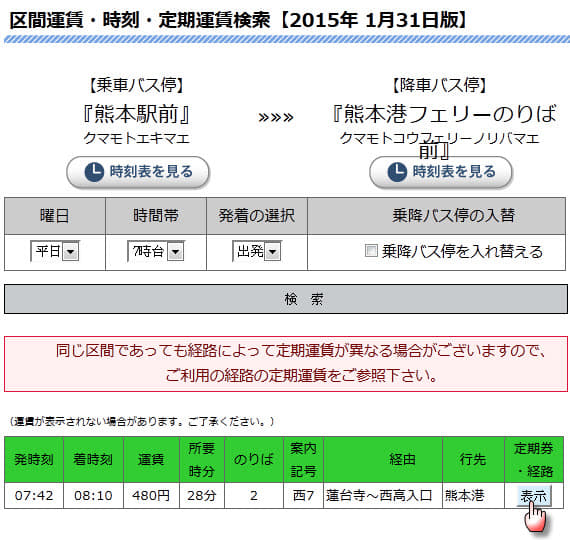 区間運賃・時刻・定期運賃検索【2015年 1月31日版】
【乗車バス停】 【降車バス停】
『熊本駅前』 »»» 『熊本港フェリーのりば前』
クマモトエキマエ クマモトコウフェリーノリバマエ
時刻表を見る 時刻表を見る
曜日 時間帯 発着の選択 乗降バス停の入替
平日 7時台 出発 乗降バス停を入れ替える
検 索
同じ区間であっても経路によって定期運賃が異なる場合がございますので、
ご利用の経路の定期運賃をご参照下さい。
(運賃が表示されない場合があります。ご了承ください。)
発時刻 着時刻 運賃 所要時分 のりば 案内記号 経由 行先 定期券・経路
07:42 08:10 480円 28分 2 西7 蓮台寺～西高入口 熊本港 表示